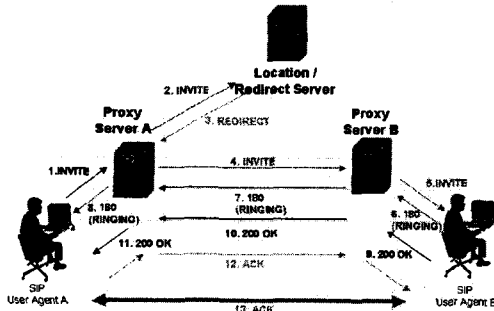 Location /
Redirect Server
2. INVITE
3. REDIRECT
Proxy
Server A
Proxy
Server B
1.INVITE
4. INVITE
5.INVITE
7. 180
(RINGING)
8. 180
(RINGING)
6. 180
(RINGING)
10. 200 OK
11. 200 OK
9. 200 OK
12. ACK
SIP
User Agent A
SIP
User Agent B
13. ACK